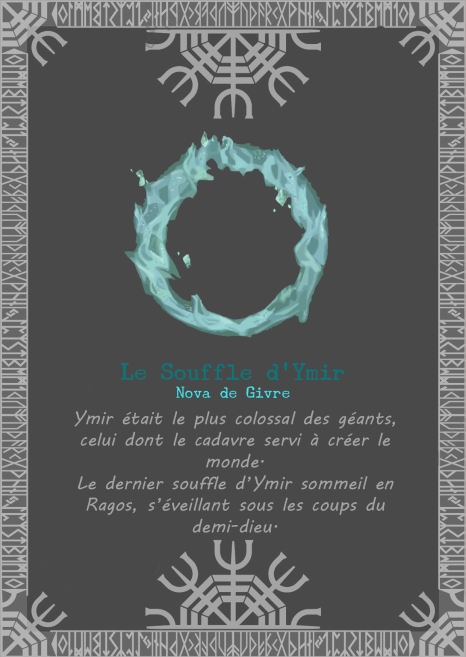 Le Souffle d'Ymir
Nova de Givre
Ymir était le plus colossal des géants,
celui dont le cadavre servi à créer le
monde.
Le dernier souffle d'Ymir sommeil en
Ragos, s'éveillant sous les coups du
demi-dieu.